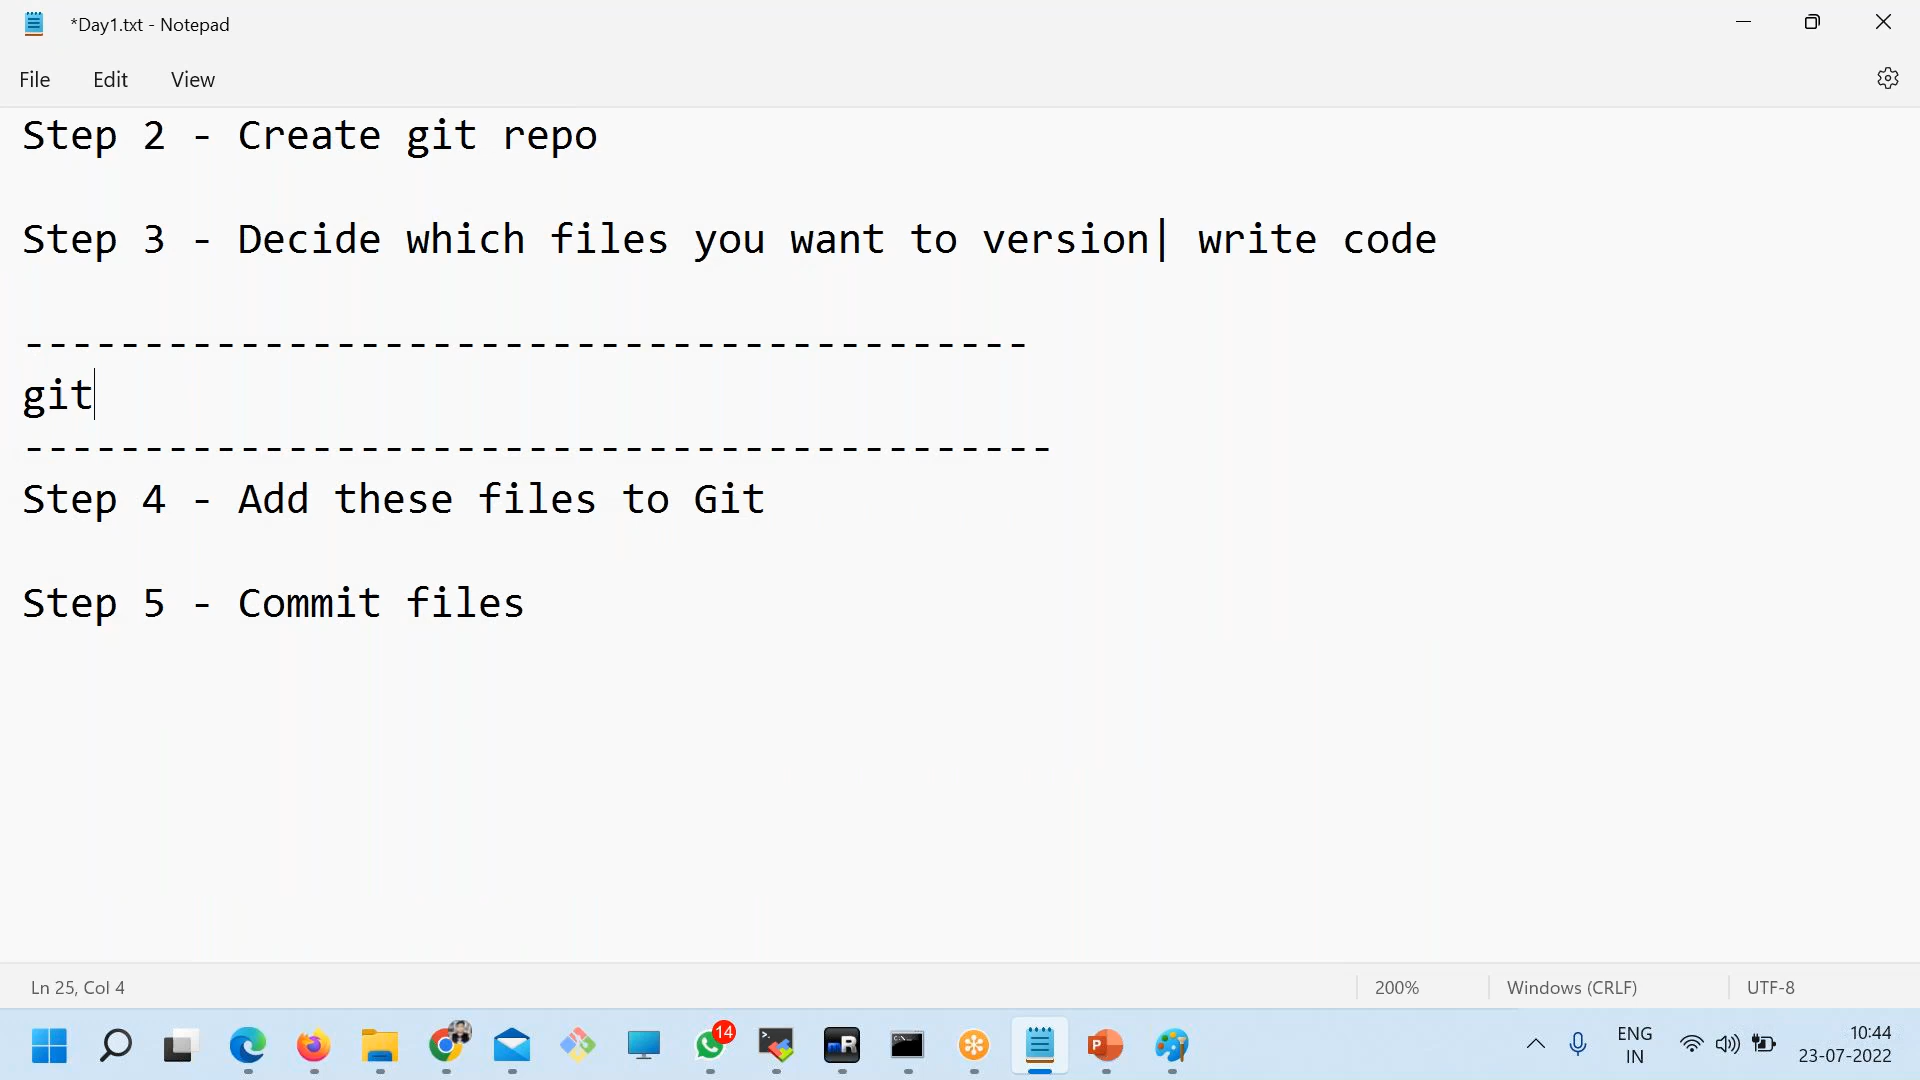 *Day1.txt - Notepad
File Edit View
Step 2 - Create git repo
Step 3 - Decide which files you want to version| write code
------------------------------------------
git
-------------------------------------------
Step 4 - Add these files to Git
Step 5 - Commit files
Ln 25, Col 4 200% Windows (CRLF) UTF-8
14
ENG
IN
10:44
23-07-2022